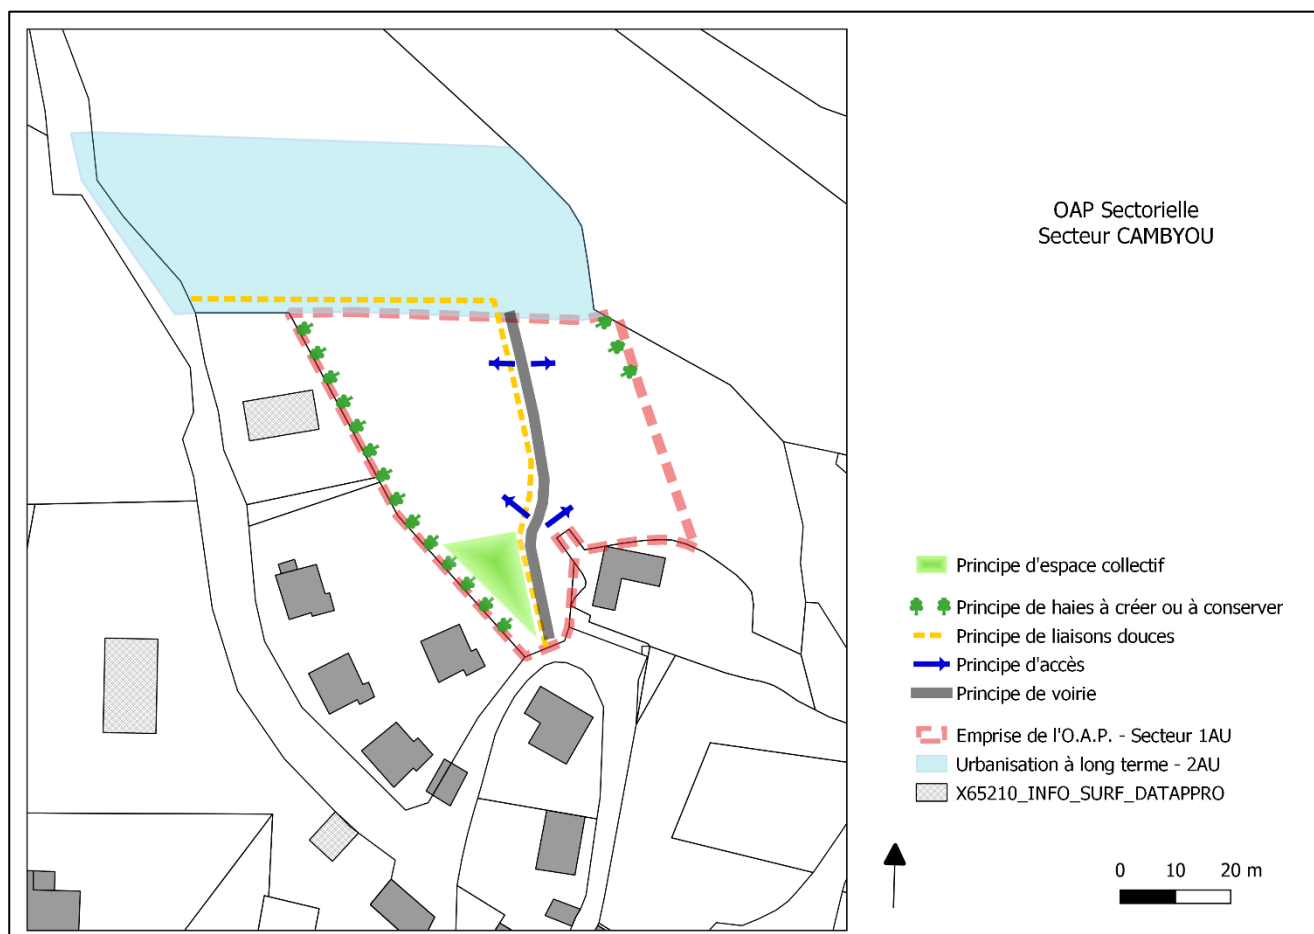 OAP Sectorielle
Secteur CAMBYOU
Principe d'espace collectif
Principe de haies à créer ou à conserver
Principe de liaisons douces
Principe d'accès
Principe de voirie
Emprise de l'O.A.P. - Secteur 1AU
Urbanisation à long terme - 2AU
X65210_INFO_SURF_DATAPPRO
0 10 20 m